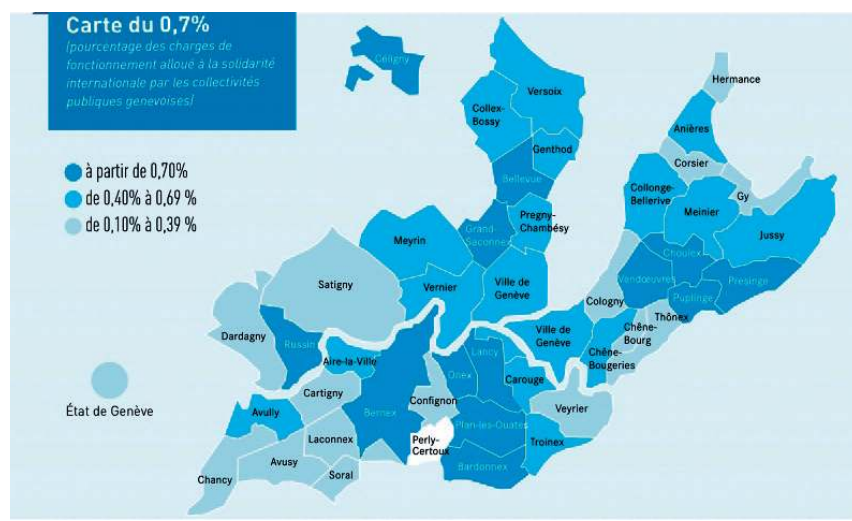 Carte du 0,7%
(pourcentage des charges de
fonctionnement alloué à la solidarité
internationale par les collectivités
publiques genevoises)
à partir de 0,70%
de 0,40% à 0,69 %
de 0,10% à 0,39 %
État de Genève
Céligny
Versoix
Collex-
Bossy
Genthod
Bellevue
Hermance
Anières
Corsier
Gy
Collonge-
Bellerive
Meinier
Jussy
Pregny-
Chambésy
Grand-
Saconnex
Meyrin
Vernier
Ville de
Genève
Satigny
Dardagny
Russin
Choulex
Vandœuvres
Presinge
Puplinge
Cologny
Thônex
Chêne-
Bourg
Chêne-
Bougeries
Ville de
Genève
Aire-la-Ville
Lancy
Onex
Carouge
Cartigny
Confignon
Avully
Bernex
Veyrier
Plan-les-Ouates
Perly-
Certoux
Troinex
Laconnex
Avusy
Soral
Chancy
Bardonnex